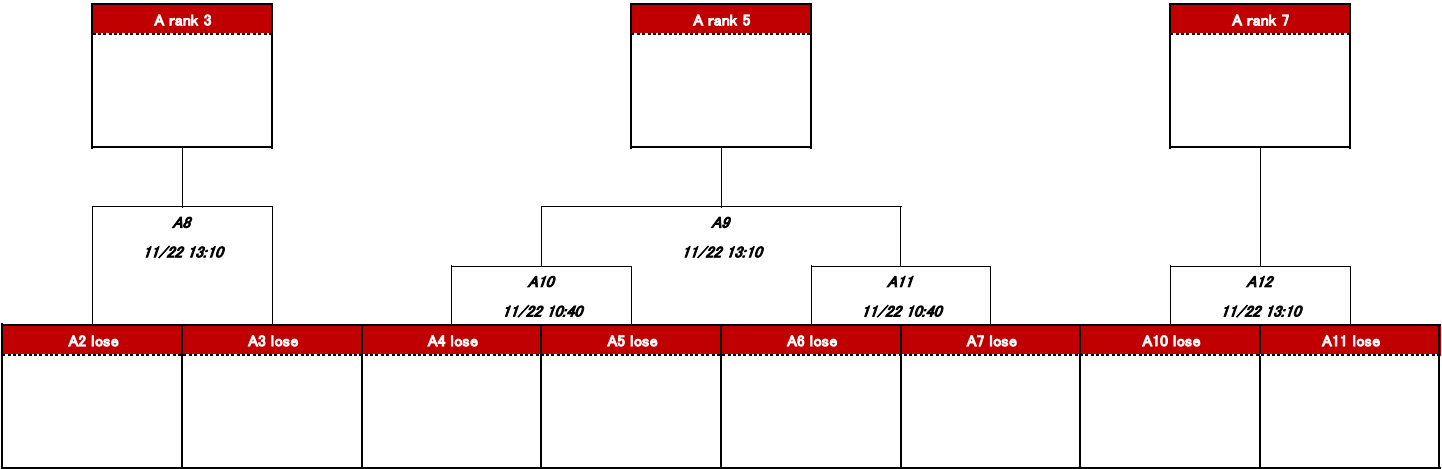 A rank 3
A rank 5
A rank 7
A8
A9
11/22 13:10
11/22 13:10
A10
A11
A12
11/22 10:40
11/22 10:40
11/22 13:10
A2 lose
A3 lose
A4 lose
A5 lose
A6 lose
A7 lose
A10 lose
A11 lose